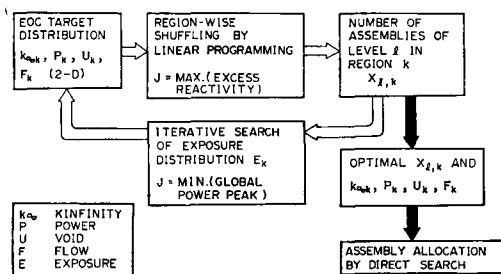 EOC TARGET
DISTRIBUTION
k∞k, Pk, Uk,
Fk (2-D)
REGION-WISE
SHUFFLING BY
LINEAR PROGRAMMING
J = MAX.(EXCESS
REACTIVITY)
NUMBER OF
ASSEMBLIES OF
LEVEL ℓ IN
REGION k
Xℓ,k
ITERATIVE SEARCH
OF EXPOSURE
DISTRIBUTION Ek
J = MIN.(GLOBAL
POWER PEAK)
OPTIMAL Xℓ,k AND
k∞k, Pk, Uk, Fk
ASSEMBLY ALLOCATION
BY DIRECT SEARCH
k∞ KINFINITY
P POWER
U VOID
F FLOW
E EXPOSURE